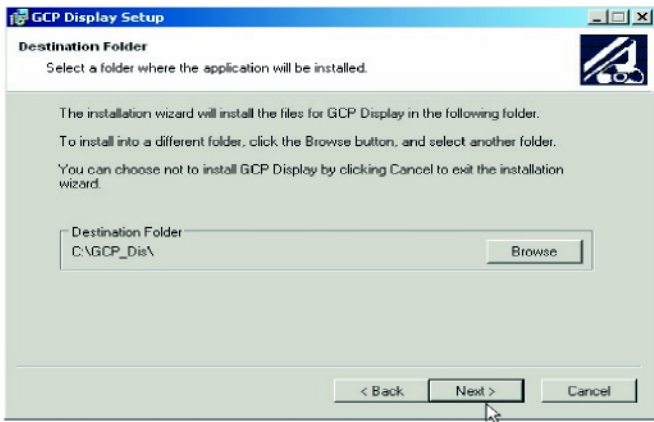 GCP Display Setup
Destination Folder
Select a folder where the application will be installed.
The installation wizard will install the files for GCP Display in the following folder.
To install into a different folder, click the Browse button, and select another folder.
You can choose not to install GCP Display by clicking Cancel to exit the installation
wizard.
Destination Folder
C:\GCP_Dis\
Browse
< Back
Next >
Cancel